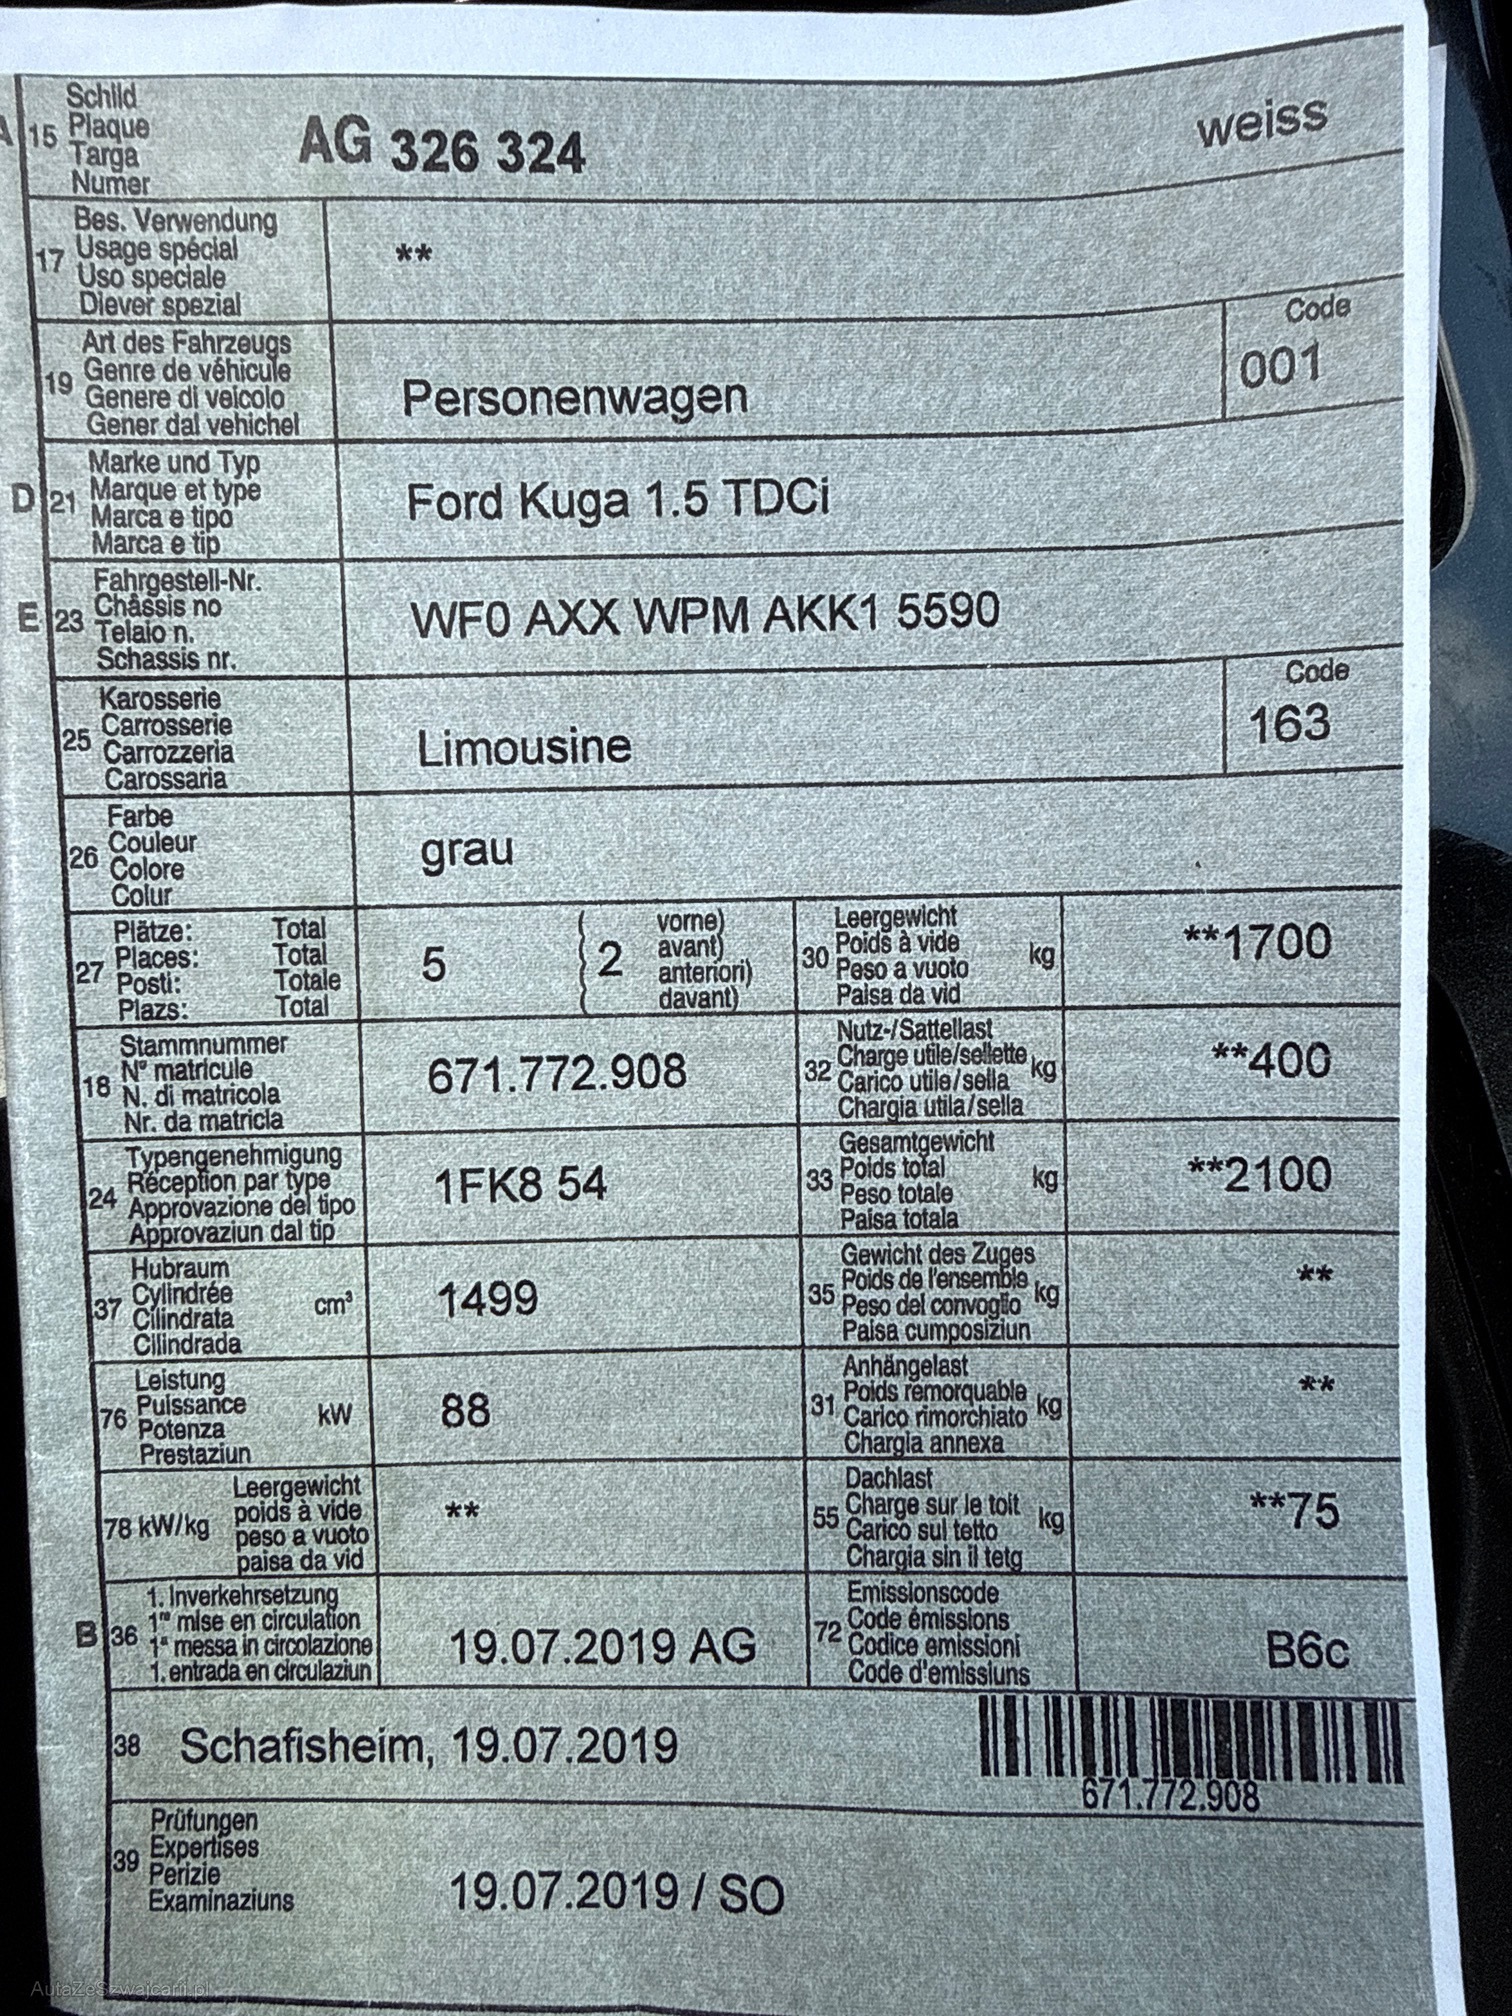 A 15 Schild
Plaque
Targa
Numer
AG 326 324
weiss
17 Bes. Verwendung
Usage spécial
Uso speciale
Diever spezial
**
19 Art des Fahrzeugs
Genre de véhicule
Genere di veicolo
Gener dal vehichel
Personenwagen
Code
001
D 21 Marke und Typ
Marque et type
Marca e tipo
Marca e tip
Ford Kuga 1.5 TDCi
E 23 Fahrgestell-Nr.
Châssis no
Telaio n.
Schassis nr.
WF0 AXX WPM AKK1 5590
25 Karosserie
Carrosserie
Carrozzeria
Carossaria
Limousine
Code
163
26 Farbe
Couleur
Colore
Colur
grau
27 Plätze: Total
Places: Total
Posti: Totale
Plazs: Total
5 ( 2 vorne)
avant)
anteriori)
davant)
30 Leergewicht
Poids à vide kg
Peso a vuoto
Paisa da vid
**1700
18 Stammnummer
N° matricule
N. di matricola
Nr. da matricla
671.772.908
32 Nutz-/Sattellast
Charge utile/sellette kg
Carico utile/sella
Chargia utila/sella
**400
24 Typengenehmigung
Réception par type
Approvazione del tipo
Approvaziun dal tip
1FK8 54
33 Gesamtgewicht
Poids total kg
Peso totale
Paisa totala
**2100
37 Hubraum
Cylindrée cm³
Cilindrata
Cilindrada
1499
35 Gewicht des Zuges
Poids de l'ensemble kg
Peso del convoglio
Paisa cumposiziun
**
76 Leistung
Puissance kW
Potenza
Prestaziun
88
31 Anhängelast
Poids remorquable kg
Carico rimorchiato
Chargia annexa
**
78 kW/kg Leergewicht
poids à vide
peso a vuoto
paisa da vid
**
55 Dachlast
Charge sur le toit kg
Carico sul tetto
Chargia sin il tetg
**75
B 36 1. Inverkehrsetzung
1re mise en circulation
1a messa in circolazione
1. entrada en circulaziun
19.07.2019 AG
72 Emissionscode
Code émissions
Codice emissioni
Code d'emissiuns
B6c
38 Schafisheim, 19.07.2019
671.772.908
39 Prüfungen
Expertises
Perizie
Examinaziuns
19.07.2019 / SO
AutaZeSzwajcarii.pl